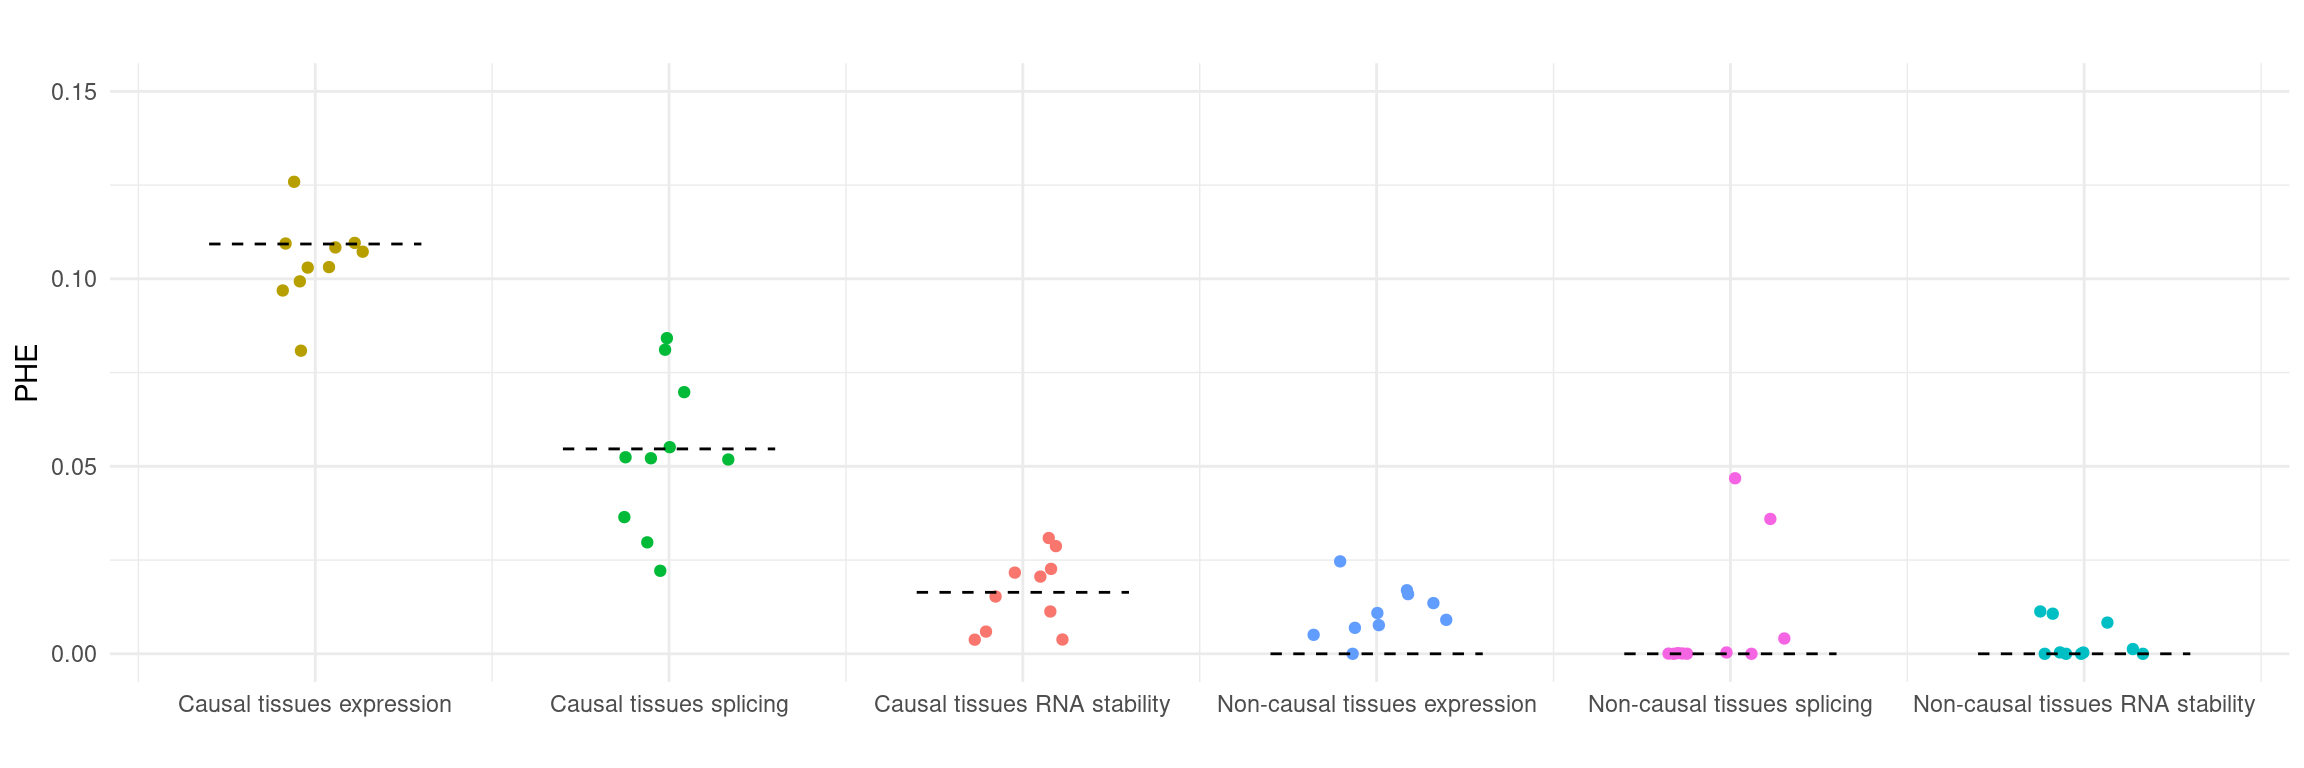 PHE
0.15
0.10
0.05
0.00
Causal tissues expression
Causal tissues splicing
Causal tissues RNA stability
Non-causal tissues expression
Non-causal tissues splicing
Non-causal tissues RNA stability